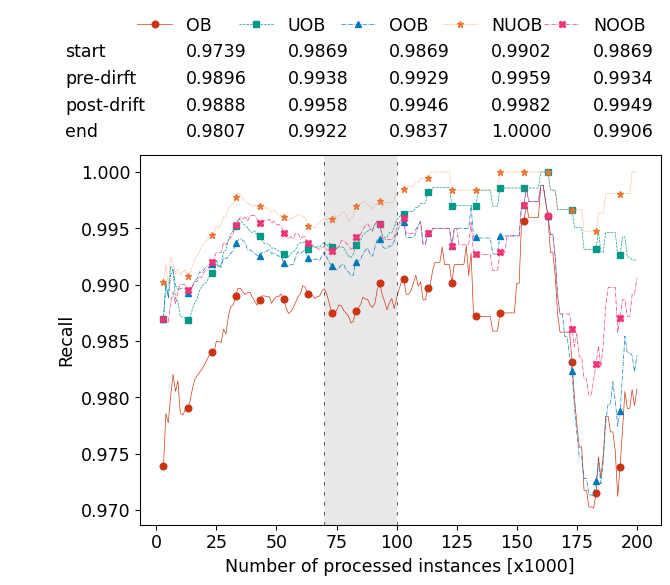 OB UOB OOB NUOB NOOB
start 0.9739 0.9869 0.9869 0.9902 0.9869
pre-dirft 0.9896 0.9938 0.9929 0.9959 0.9934
post-drift 0.9888 0.9958 0.9946 0.9982 0.9949
end 0.9807 0.9922 0.9837 1.0000 0.9906
1.000
0.995
0.990
0.985
0.980
0.975
0.970
Recall
0 25 50 75 100 125 150 175 200
Number of processed instances [x1000]